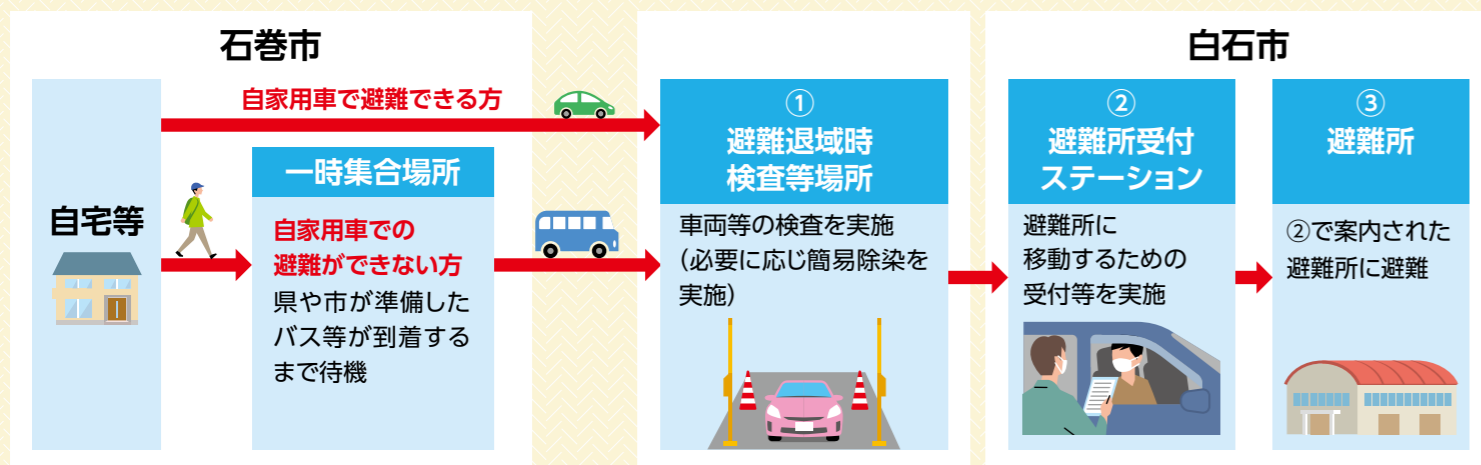 石巻市
自宅等
自家用車で避難できる方
一時集合場所
自家用車での
避難ができない方
県や市が準備した
バス等が到着する
まで待機
①
避難退域時
検査等場所
車両等の検査を実施
(必要に応じ簡易除染を
実施)
白石市
②
避難所受付
ステーション
避難所に
移動するための
受付等を実施
③
避難所
②で案内された
避難所に避難